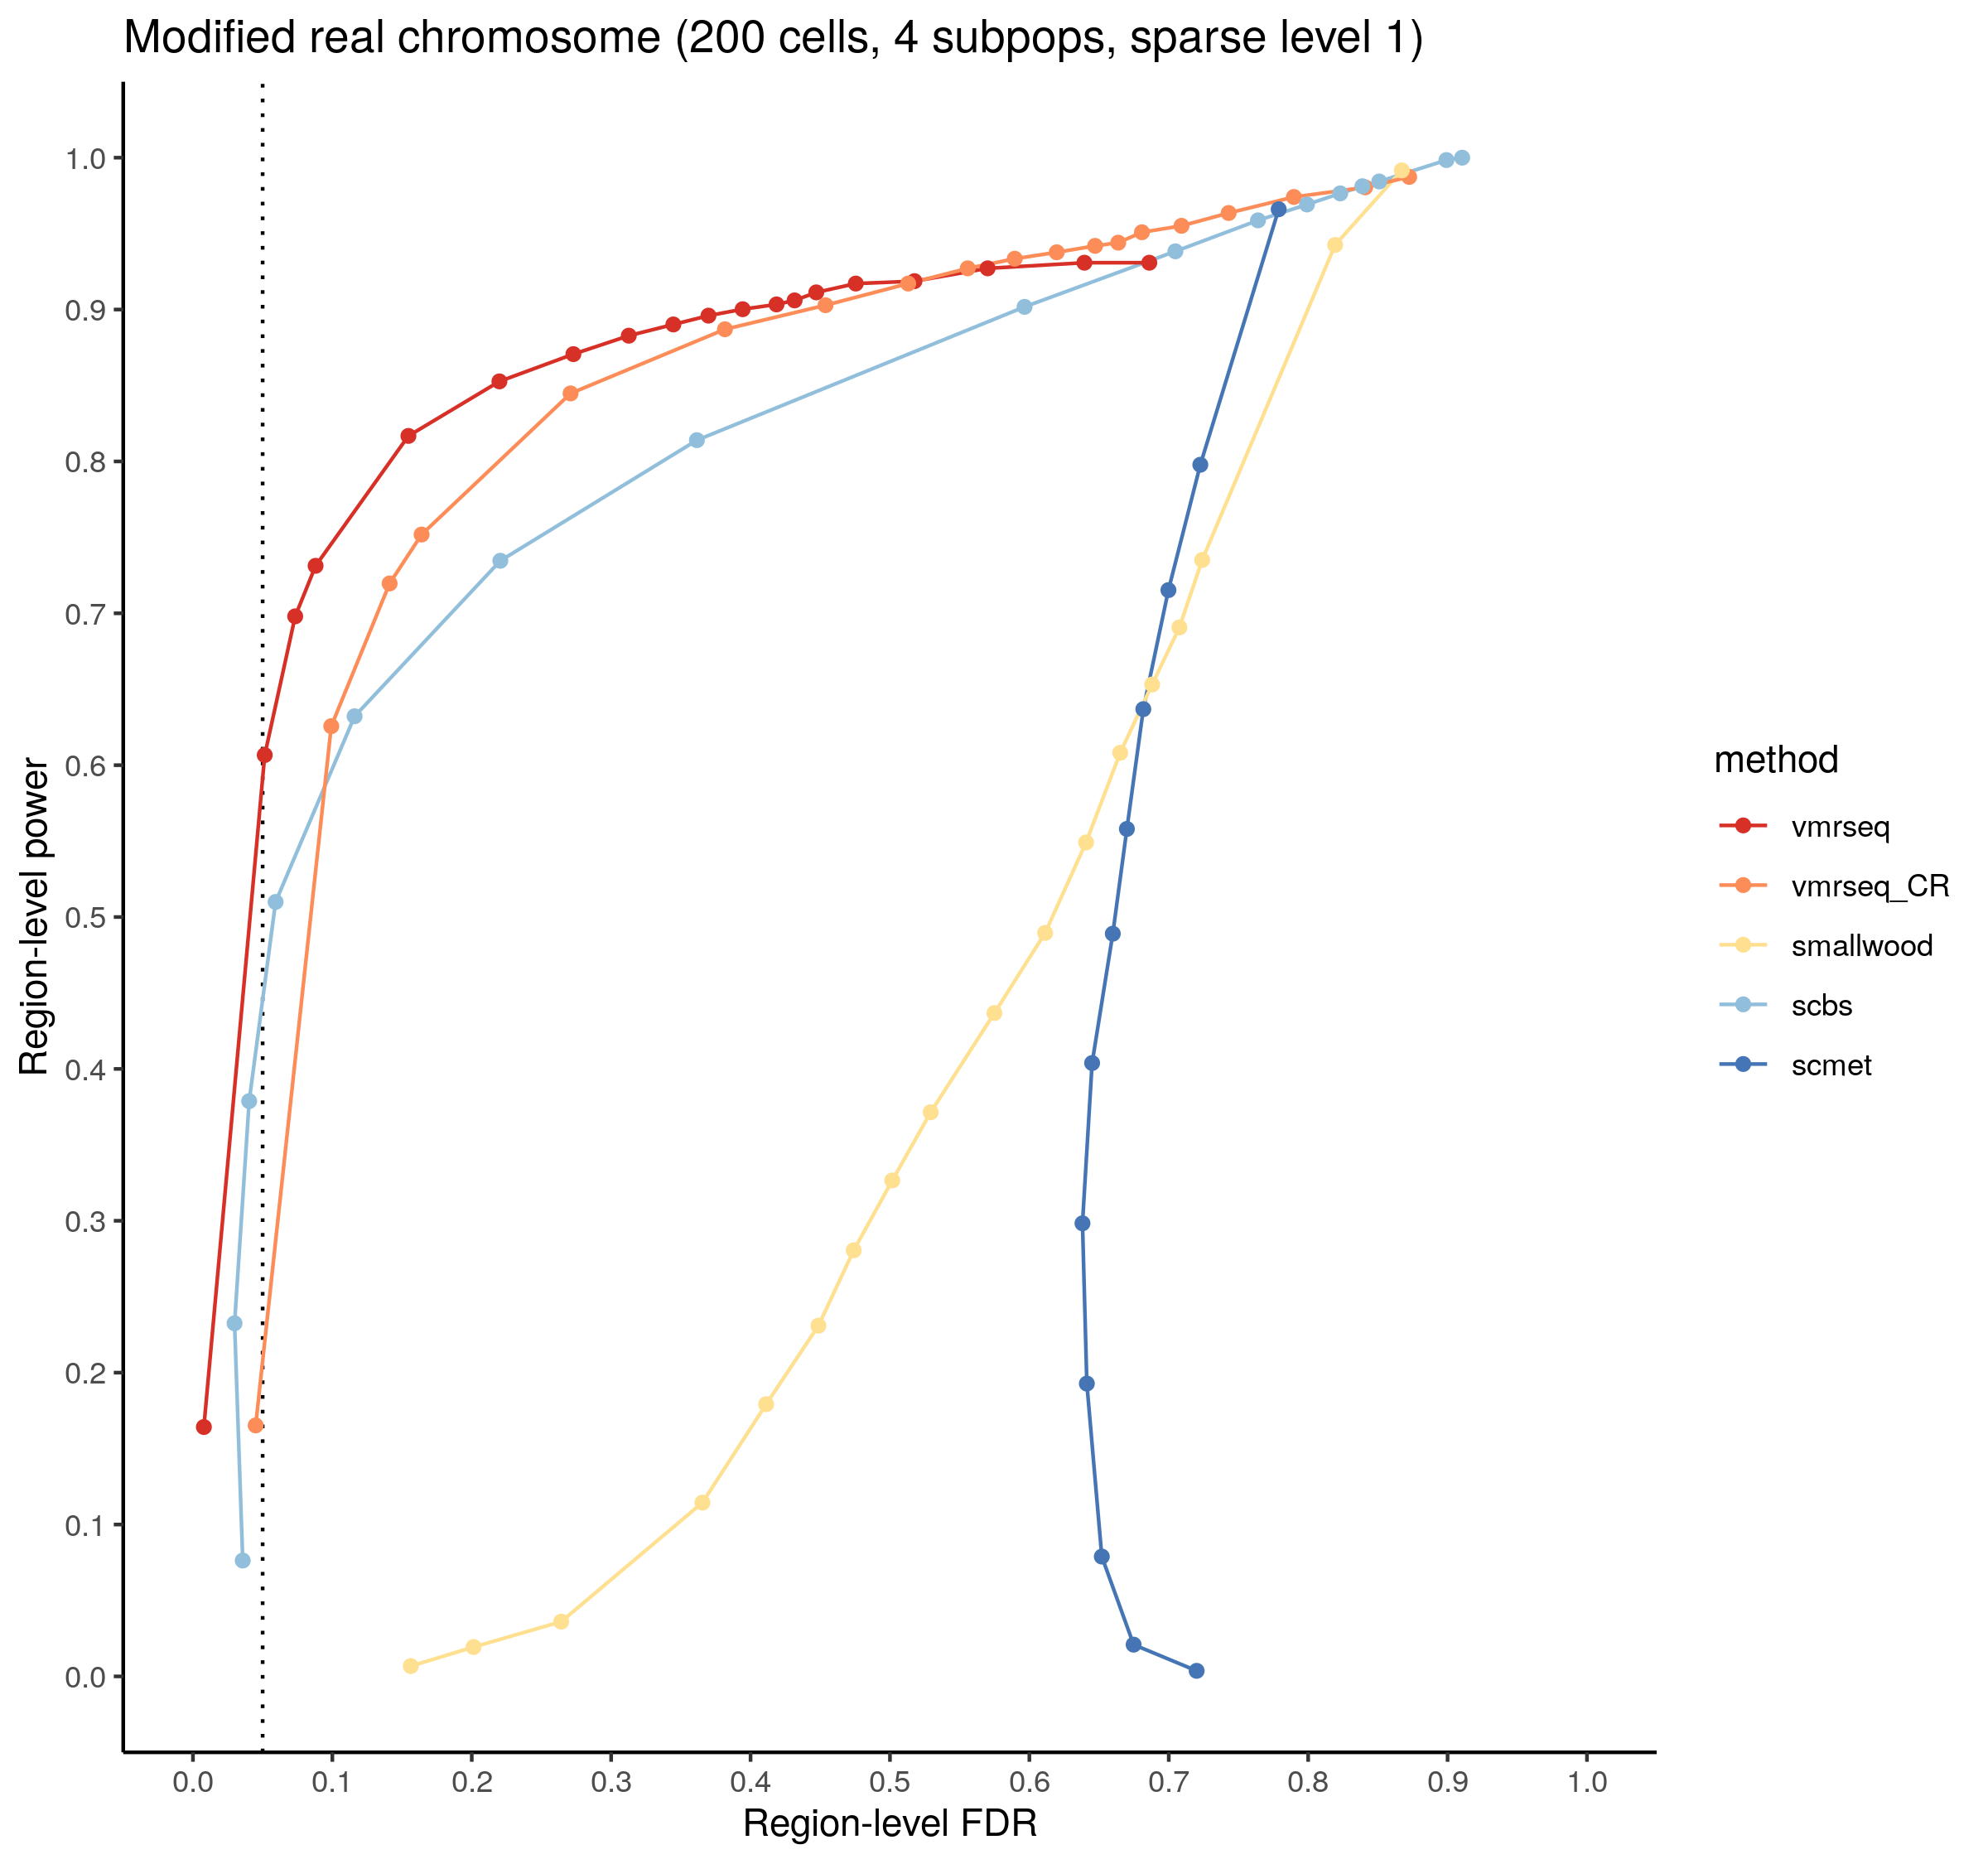 Modified real chromosome (200 cells, 4 subpops, sparse level 1)
Region-level power
1.0
0.9
0.8
0.7
0.6
0.5
0.4
0.3
0.2
0.1
0.0
0.0 0.1 0.2 0.3 0.4 0.5 0.6 0.7 0.8 0.9 1.0
Region-level FDR
method
vmrseq
vmrseq_CR
smallwood
scbs
scmet